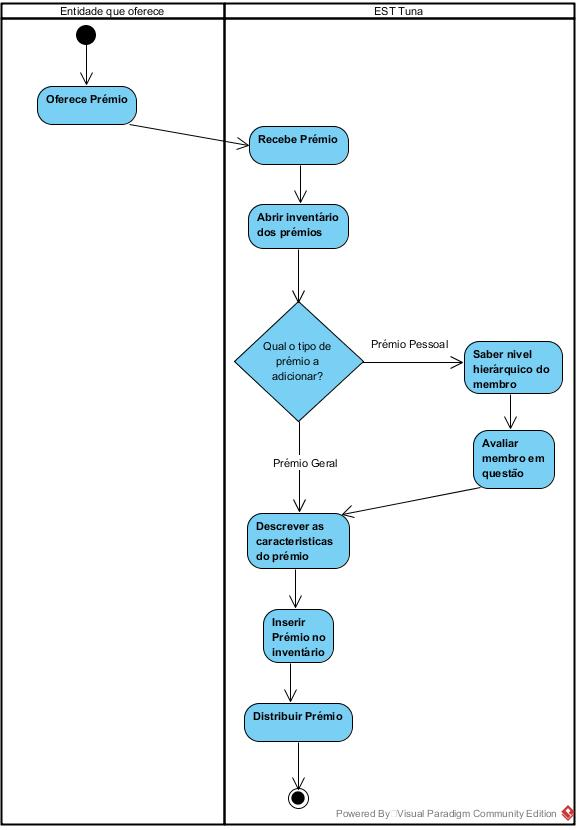 Entidade que oferece
EST Tuna
Oferece Prémio
Recebe Prémio
Abrir inventário
dos prémios
Qual o tipo de
prémio a
adicionar?
Prémio Pessoal
Saber nivel
hierárquico do
membro
Avaliar
membro em
questão
Prémio Geral
Descrever as
caracteristicas
do prémio
Inserir
Prémio no
inventário
Distribuir Prémio
Powered By Visual Paradigm Community Edition